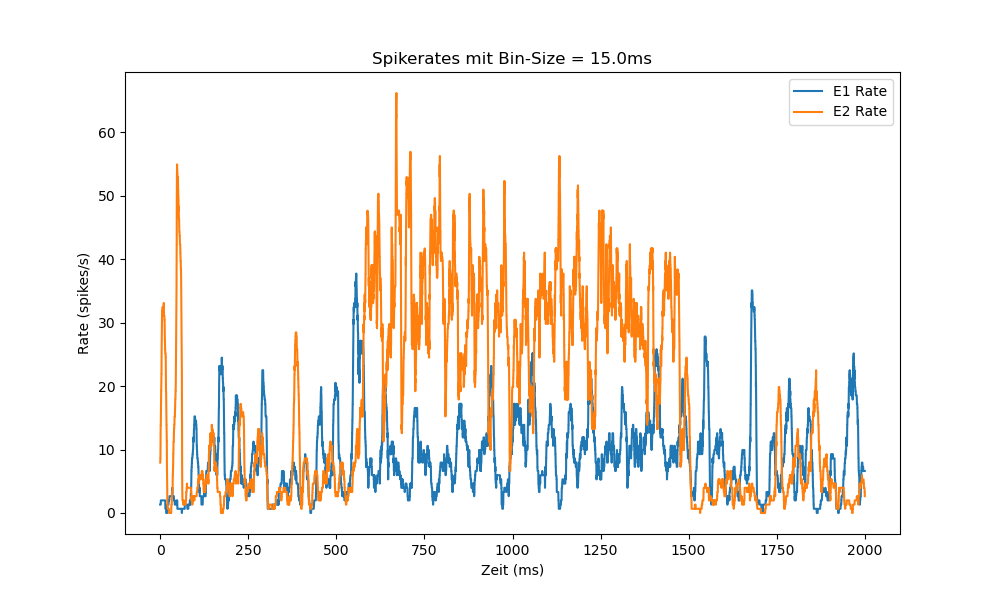 Spikerates mit Bin-Size = 15.0ms
E1 Rate
E2 Rate
60
50
40
30
20
10
0
Rate (spikes/s)
0 250 500 750 1000 1250 1500 1750 2000
Zeit (ms)